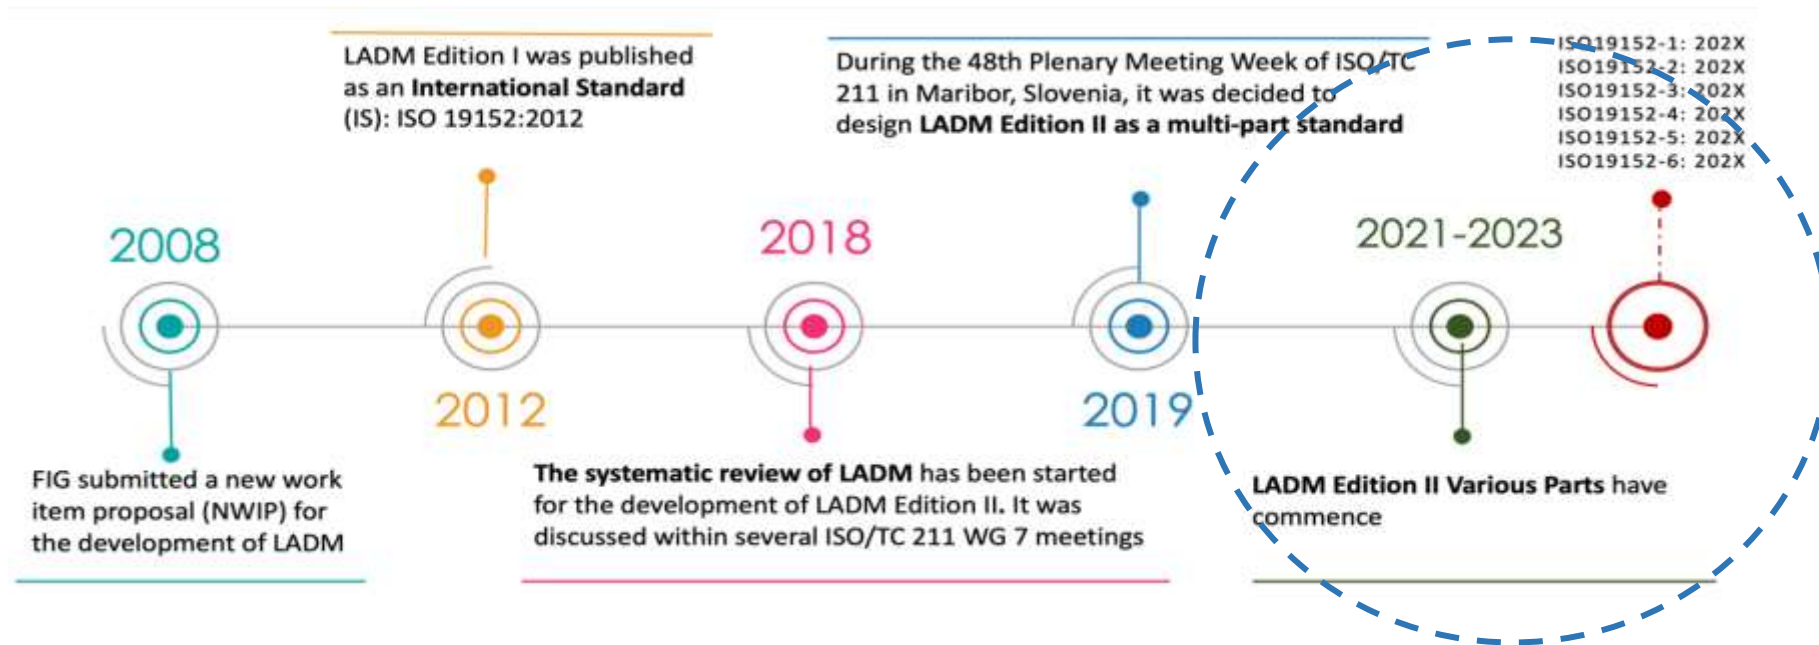 LADM Edition I was published
as an International Standard
(IS): ISO 19152:2012
During the 48th Plenary Meeting Week of ISO/TC
211 in Maribor, Slovenia, it was decided to
design LADM Edition II as a multi-part standard
ISO19152-1: 202X
ISO19152-2: 202X
ISO19152-3: 202X
ISO19152-4: 202X
ISO19152-5: 202X
ISO19152-6: 202X
2008
2018
2021-2023
2012
2019
FIG submitted a new work
item proposal (NWIP) for
the development of LADM
The systematic review of LADM has been started
for the development of LADM Edition II. It was
discussed within several ISO/TC 211 WG 7 meetings
LADM Edition II Various Parts have
commence